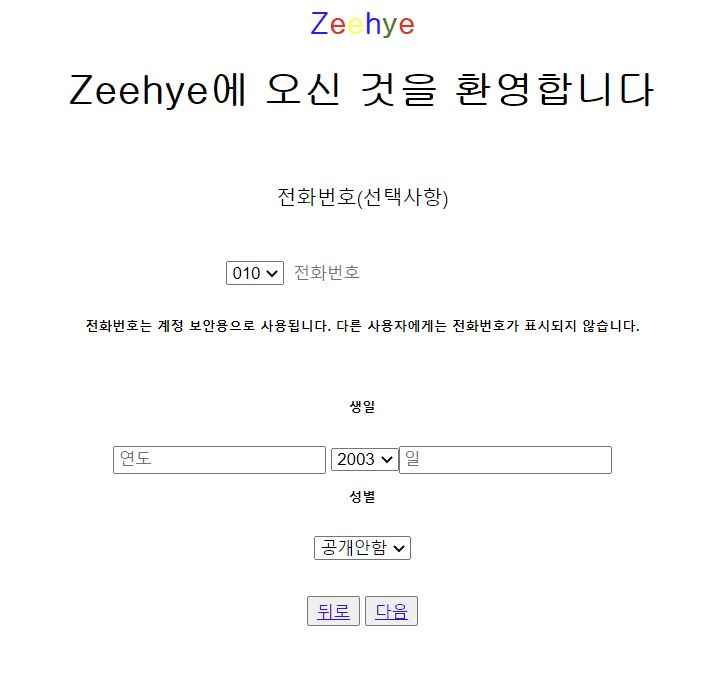 Zeehye
Zeehye에 오신 것을 환영합니다
전화번호(선택사항)
010 전화번호
전화번호는 계정 보안용으로 사용됩니다. 다른 사용자에게는 전화번호가 표시되지 않습니다.
생일
연도 2003 일
성별
공개안함
뒤로 다음